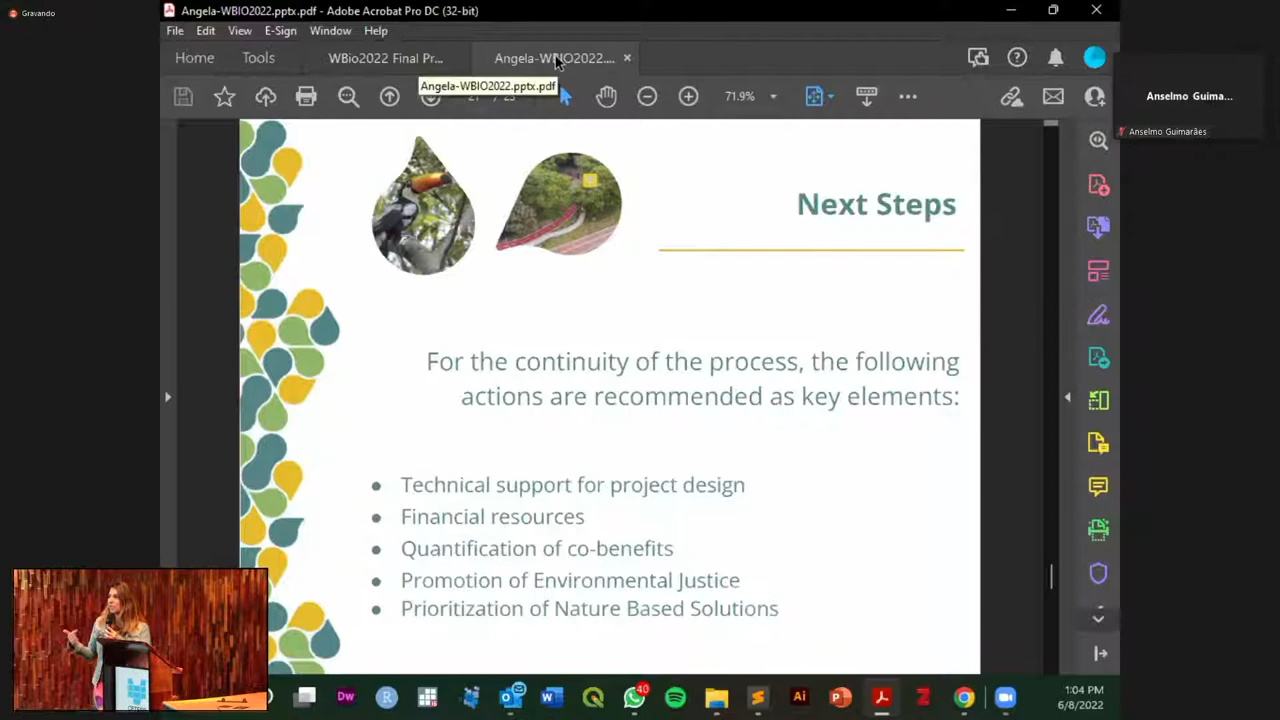 Gravando
Angela-WBIO2022.pptx.pdf - Adobe Acrobat Pro DC (32-bit)
File Edit View E-Sign Window Help
Home Tools WBio2022 Final Pr... Angela-WBIO2022....
Angela-WBIO2022.pptx.pdf
71.9%
Anselmo Guima...
Anselmo Guimarães
Next Steps
For the continuity of the process, the following
actions are recommended as key elements:
• Technical support for project design
• Financial resources
• Quantification of co-benefits
• Promotion of Environmental Justice
• Prioritization of Nature Based Solutions
Dw
R
40
Ai
1:04 PM
6/8/2022